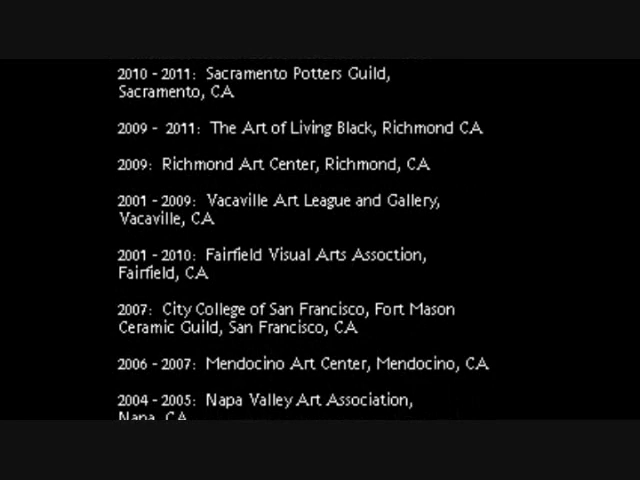 2010 - 2011:  Sacramento Potters Guild,
Sacramento, CA
2009 -  2011:  The Art of Living Black, Richmond CA
2009:  Richmond Art Center, Richmond, CA
2001 - 2009:  Vacaville Art League and Gallery,
Vacaville, CA
2001 - 2010:  Fairfield Visual Arts Assoction,
Fairfield, CA
2007:  City College of San Francisco, Fort Mason
Ceramic Guild, San Francisco, CA
2006 - 2007:  Mendocino Art Center, Mendocino, CA
2004 - 2005:  Napa Valley Art Association,
Napa, CA